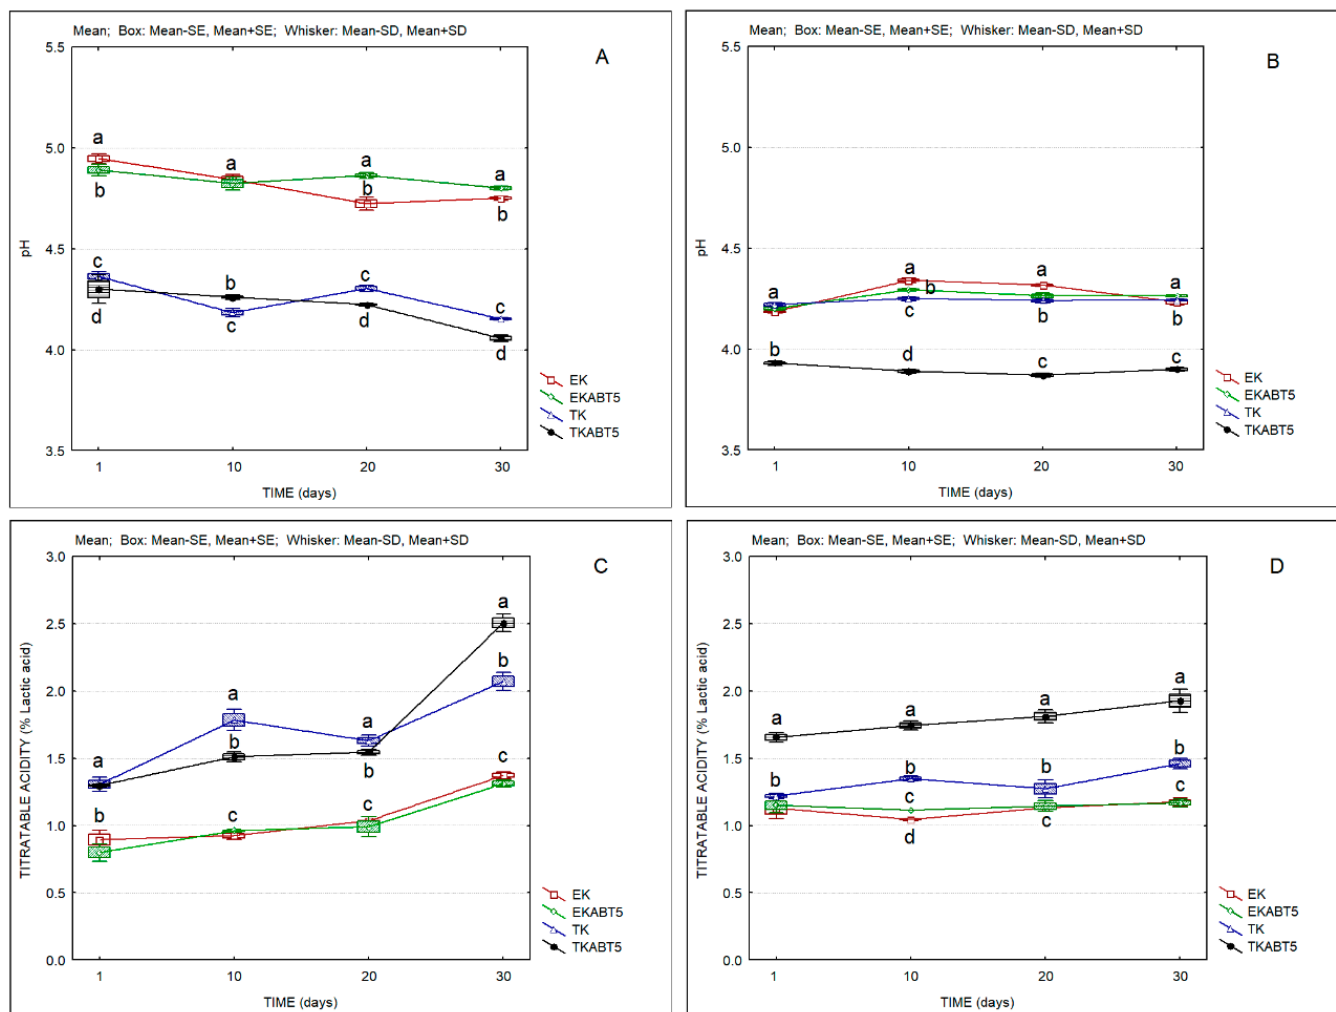 Mean; Box: Mean-SE, Mean+SE; Whisker: Mean-SD, Mean+SD
A
5.5
5.0
4.5
4.0
3.5
pH
a
b
a
a
b
a
b
c
d
b
c
c
d
c
d
1
10
20
30
TIME (days)
EK
EKABT5
TK
TKABT5
Mean; Box: Mean-SE, Mean+SE; Whisker: Mean-SD, Mean+SD
B
5.5
5.0
4.5
4.0
3.5
pH
a
b
a
b
c
d
a
b
c
a
b
c
1
10
20
30
TIME (days)
EK
EKABT5
TK
TKABT5
Mean; Box: Mean-SE, Mean+SE; Whisker: Mean-SD, Mean+SD
C
3.0
2.5
2.0
1.5
1.0
0.5
0.0
TITRATABLE ACIDITY (% Lactic acid)
a
b
a
b
c
a
b
c
a
b
c
1
10
20
30
TIME (days)
EK
EKABT5
TK
TKABT5
Mean; Box: Mean-SE, Mean+SE; Whisker: Mean-SD, Mean+SD
D
3.0
2.5
2.0
1.5
1.0
0.5
0.0
TITRATABLE ACIDITY (% Lactic acid)
a
b
a
b
c
d
a
b
c
a
b
c
1
10
20
30
TIME (days)
EK
EKABT5
TK
TKABT5